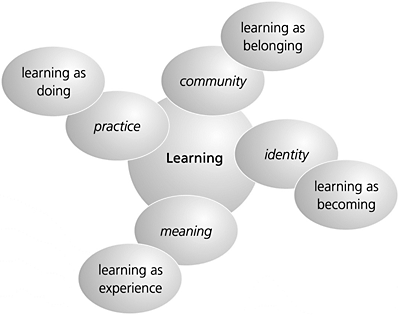 learning as
belonging
community
learning as
doing
practice
Learning
identity
learning as
becoming
meaning
learning as
experience